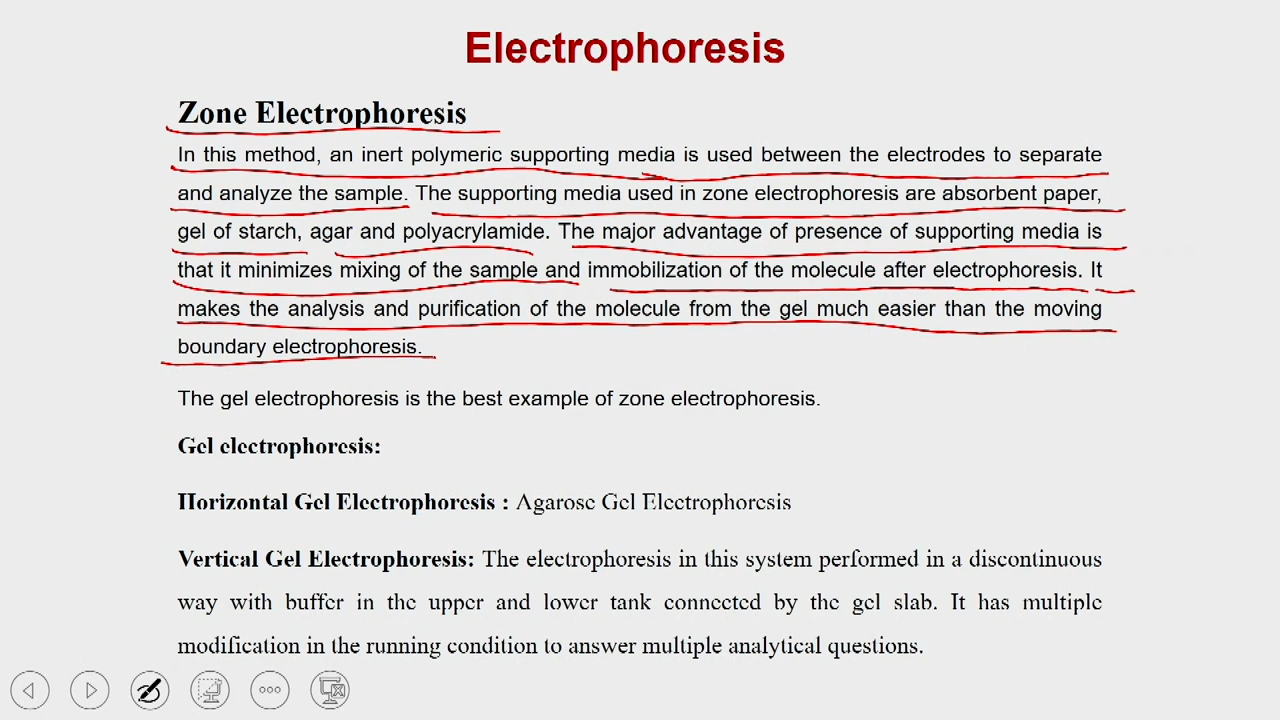 Electrophoresis
Zone Electrophoresis
In this method, an inert polymeric supporting media is used between the electrodes to separate
and analyze the sample. The supporting media used in zone electrophoresis are absorbent paper,
gel of starch, agar and polyacrylamide. The major advantage of presence of supporting media is
that it minimizes mixing of the sample and immobilization of the molecule after electrophoresis. It
makes the analysis and purification of the molecule from the gel much easier than the moving
boundary electrophoresis.
The gel electrophoresis is the best example of zone electrophoresis.
Gel electrophoresis:
Horizontal Gel Electrophoresis : Agarose Gel Electrophoresis
Vertical Gel Electrophoresis: The electrophoresis in this system performed in a discontinuous
way with buffer in the upper and lower tank connected by the gel slab. It has multiple
modification in the running condition to answer multiple analytical questions.